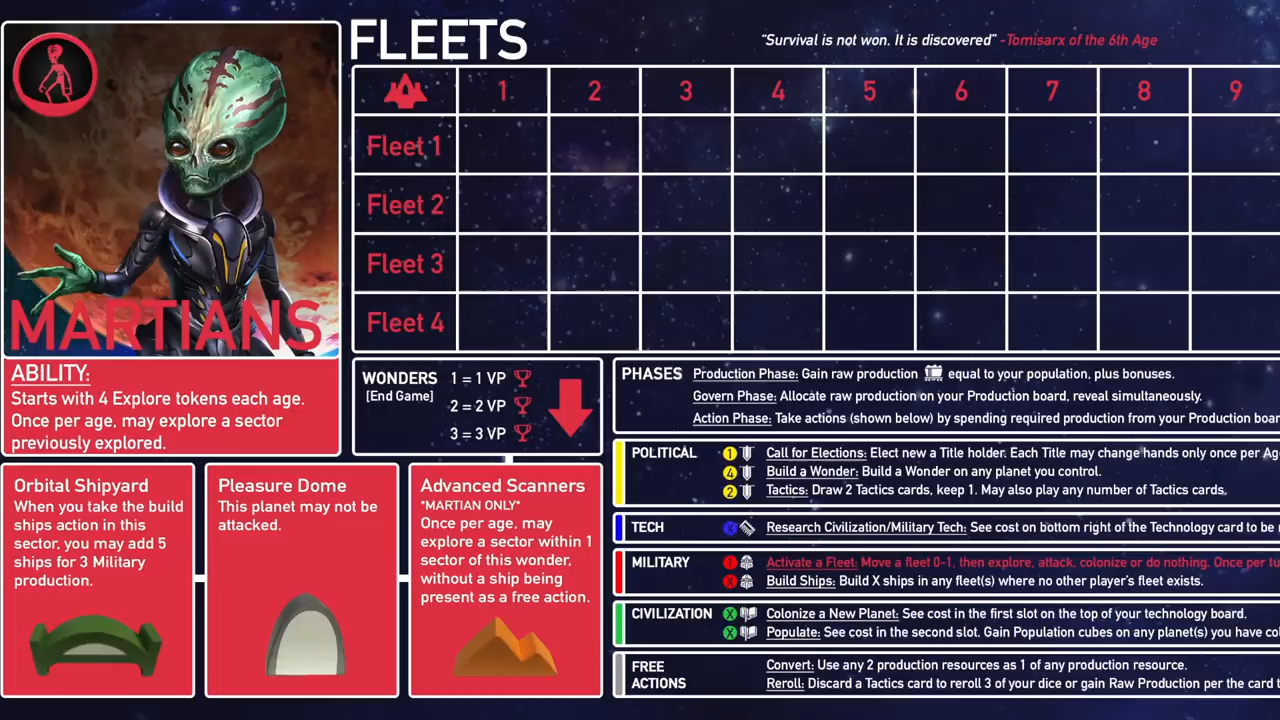 FLEETS
“Survival is not won. It is discovered” -Tomisarx of the 6th Age
1 2 3 4 5 6 7 8 9
Fleet 1
Fleet 2
Fleet 3
Fleet 4
MARTIANS
ABILITY:
Starts with 4 Explore tokens each age.
Once per age, may explore a sector
previously explored.
WONDERS
[End Game]
1 = 1 VP
2 = 2 VP
3 = 3 VP
PHASES
Production Phase: Gain raw production equal to your population, plus bonuses.
Govern Phase: Allocate raw production on your Production board, reveal simultaneously.
Action Phase: Take actions (shown below) by spending required production from your Production
POLITICAL
1 Call for Elections: Elect new a Title holder. Each Title may change hands only once per
4 Build a Wonder: Build a Wonder on any planet you control.
2 Tactics: Draw 2 Tactics cards, keep 1. May also play any number of Tactics cards.
TECH
X Research Civilization/Military Tech: See cost on bottom right of the Technology card to be
MILITARY
1 Activate a Fleet: Move a fleet 0-1, then explore, attack, colonize or do nothing. Once per
X Build Ships: Build X ships in any fleet(s) where no other player's fleet exists.
CIVILIZATION
X Colonize a New Planet: See cost in the first slot on the top of your technology board.
X Populate: See cost in the second slot. Gain Population cubes on any planet(s) you have
FREE
ACTIONS
Convert: Use any 2 production resources as 1 of any production resource.
Reroll: Discard a Tactics card to reroll 3 of your dice or gain Raw Production per the card
Orbital Shipyard
When you take the build
ships action in this
sector, you may add 5
ships for 3 Military
production.
Pleasure Dome
This planet may not be
attacked.
Advanced Scanners
*MARTIAN ONLY*
Once per age, may
explore a sector within 1
sector of this wonder,
without a ship being
present as a free action.